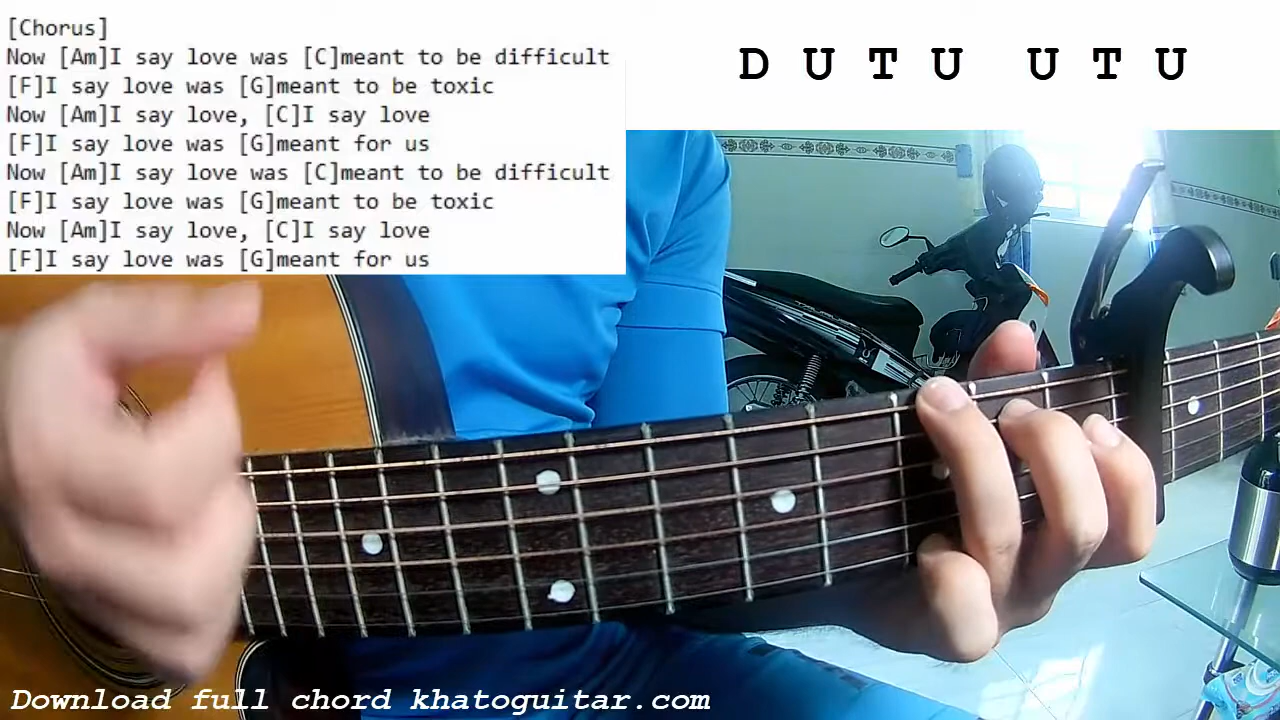 [Chorus]
Now [Am]I say love was [C]meant to be difficult
[F]I say love was [G]meant to be toxic
Now [Am]I say love, [C]I say love
[F]I say love was [G]meant for us
Now [Am]I say love was [C]meant to be difficult
[F]I say love was [G]meant to be toxic
Now [Am]I say love, [C]I say love
[F]I say love was [G]meant for us
D U T U U T U
Download full chord khatoguitar.com